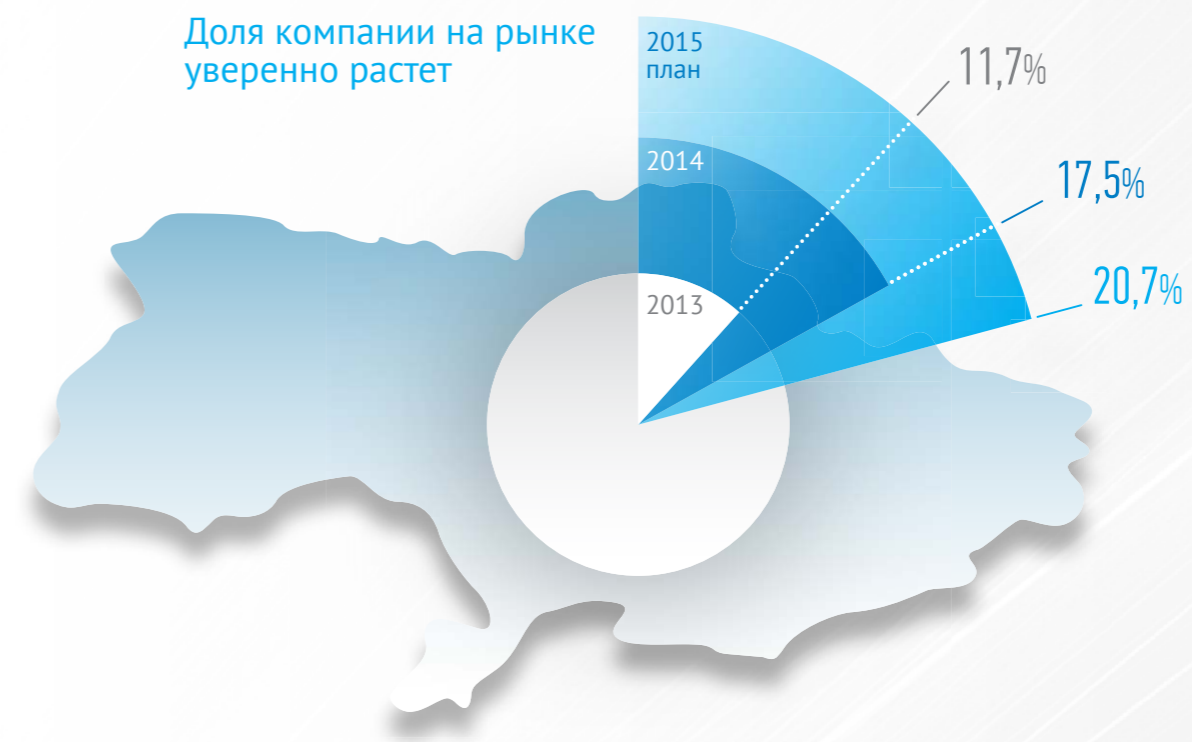 Доля компании на рынке
уверенно растет
2015
план
11,7%
2014
17,5%
20,7%
2013